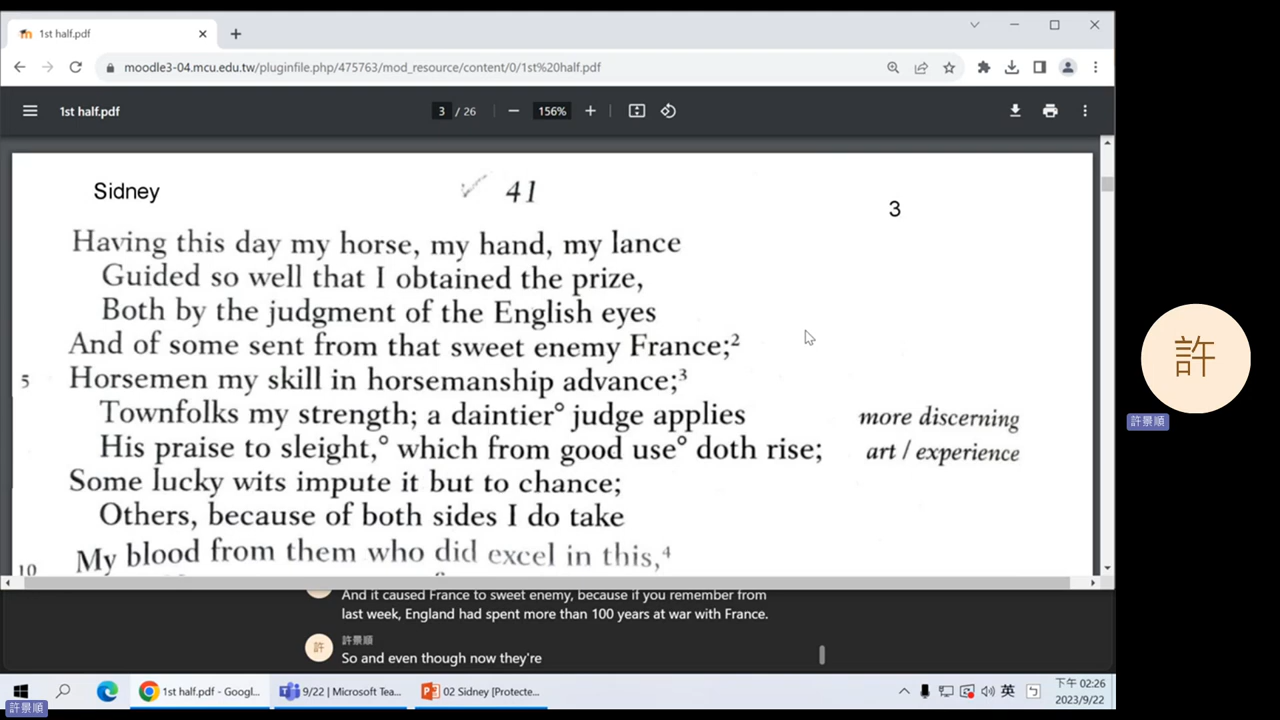 1st half.pdf
moodle3-04.mcu.edu.tw/pluginfile.php/475763/mod_resource/content/0/1st%20half.pdf
1st half.pdf
3 / 26
156%
Sidney
41
3
Having this day my horse, my hand, my lance
Guided so well that I obtained the prize,
Both by the judgment of the English eyes
And of some sent from that sweet enemy France;²
5 Horsemen my skill in horsemanship advance;³
Townfolks my strength; a daintier° judge applies more discerning
His praise to sleight,° which from good use° doth rise; art / experience
Some lucky wits impute it but to chance;
Others, because of both sides I do take
10 My blood from them who did excel in this,⁴
And it caused France to sweet enemy, because if you remember from
last week, England had spent more than 100 years at war with France.
許景順
許
So and even though now they're
許
許景順
1st half.pdf - Googl...
9/22 | Microsoft Tea...
02 Sidney [Protecte...
英
下午 02:26
2023/9/22
許景順